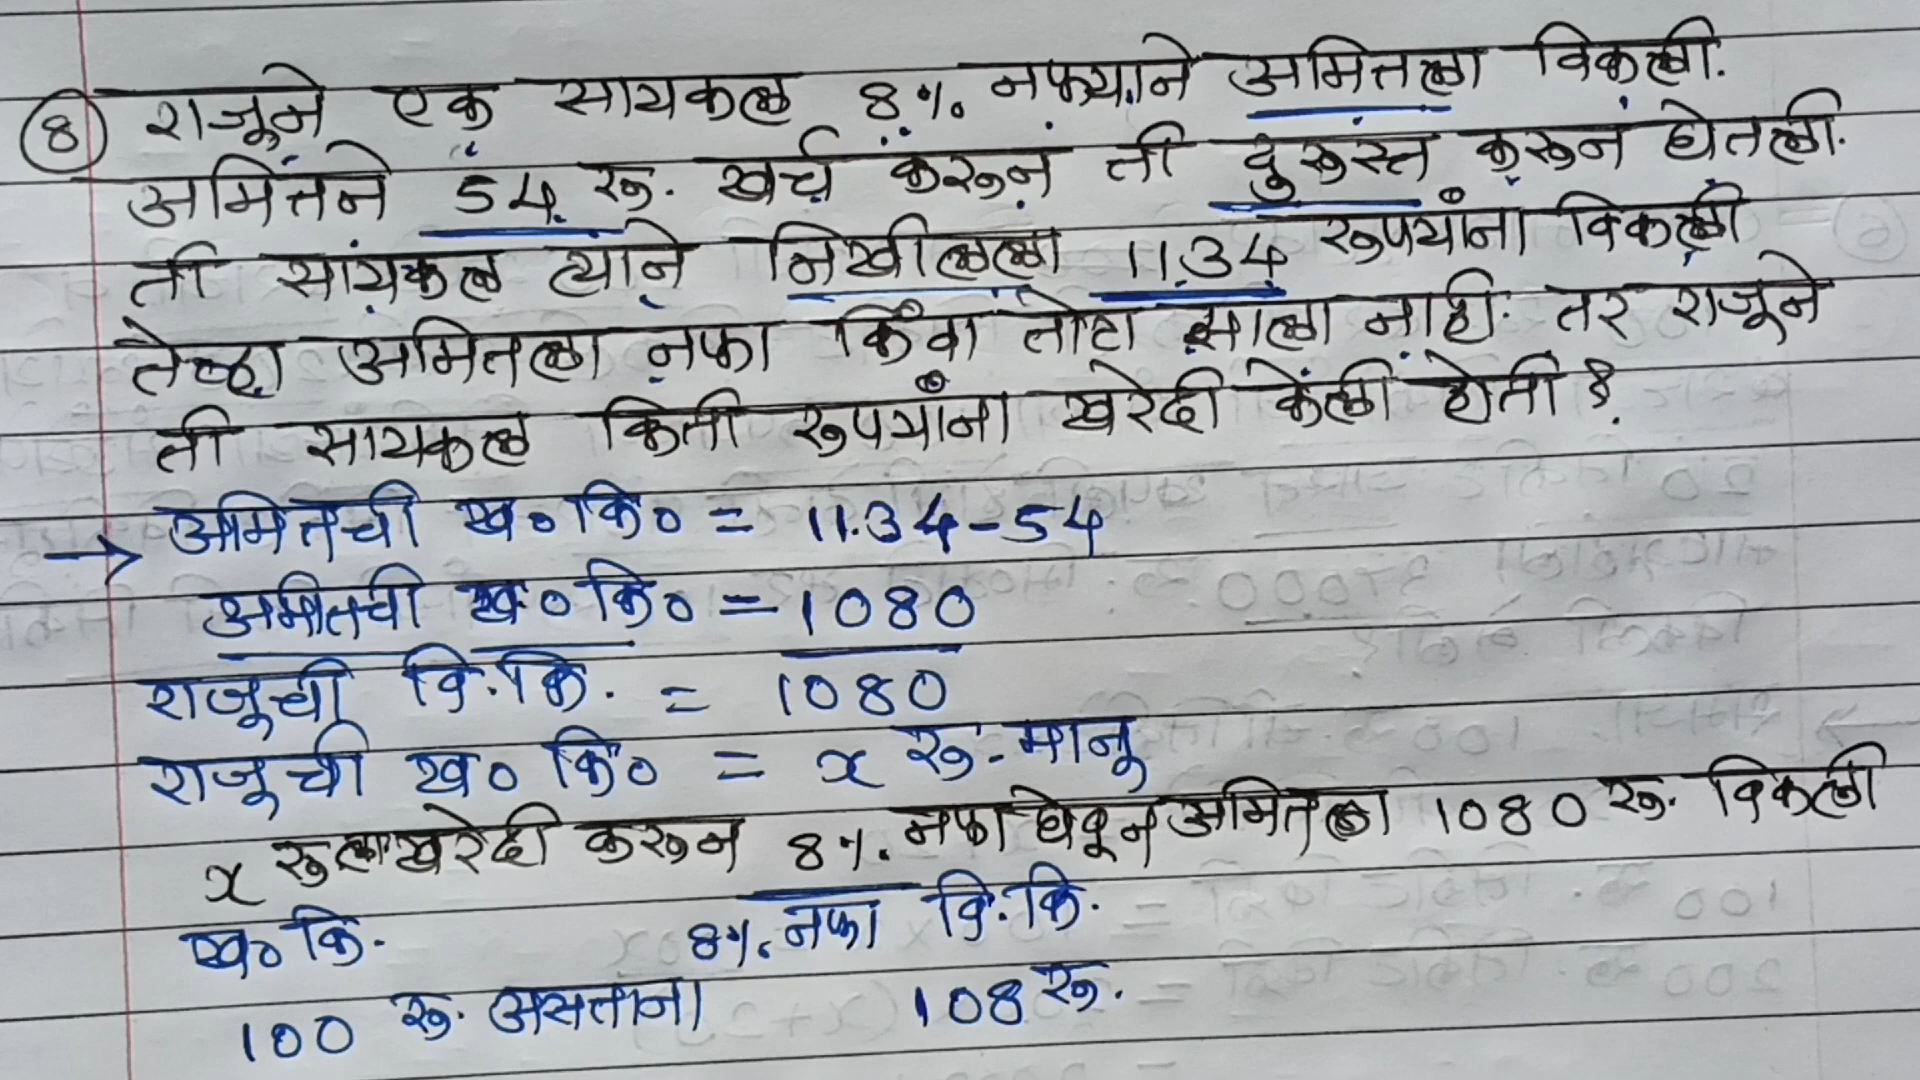 8 राजूने एक सायकल 8%. नफ्याने अमितला विकली.
अमितने 54 रु. खर्च करून ती दुरुस्त करून घेतली.
ती सायकल त्याने निखीलला 1134 रुपयांना विकली
तेव्हा अमितला नफा किंवा तोटा झाला नाही. तर राजूने
ती सायकल किती रुपयांना खरेदी केली होती ?
→ अमितची ख० कि० = 1134-54
अमितची ख० कि० = 1080
राजूची वि.कि. = 1080
राजूची ख० कि० = x रु. मानू
x रुला खरेदी करून 8%. नफा घेवून अमितला 1080 रु. विकली
ख० कि. 8%. नफा वि.कि.
100 रु. असताना 108 रु.